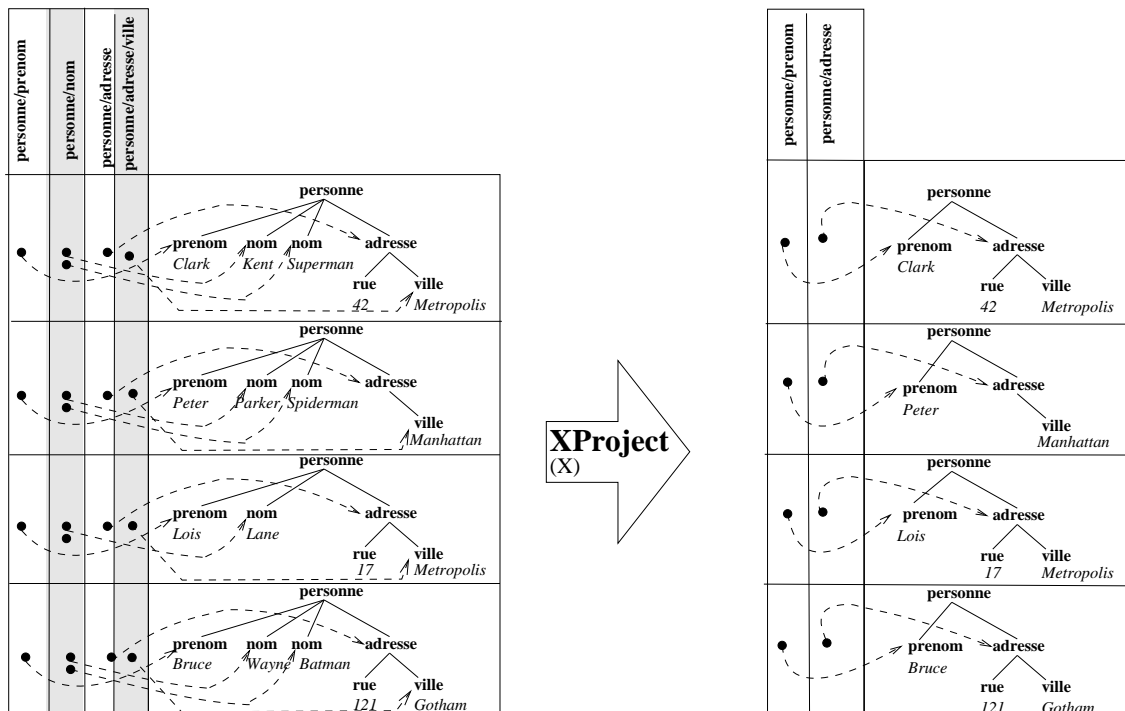 personne/prenom
personne/nom
personne/adresse
personne/adresse/ville
personne
prenom nom nom adresse
Clark Kent Superman
rue ville
42 Metropolis
personne
prenom nom nom adresse
Peter Parker Spiderman
ville
Manhattan
personne
prenom nom adresse
Lois Lane
rue ville
17 Metropolis
personne
prenom nom nom adresse
Bruce Wayne Batman
rue ville
121 Gotham
XProject
(X)
personne/prenom
personne/adresse
personne
prenom adresse
Clark
rue ville
42 Metropolis
personne
prenom adresse
Peter
ville
Manhattan
personne
prenom adresse
Lois
rue ville
17 Metropolis
personne
prenom adresse
Bruce
rue ville
121 Gotham